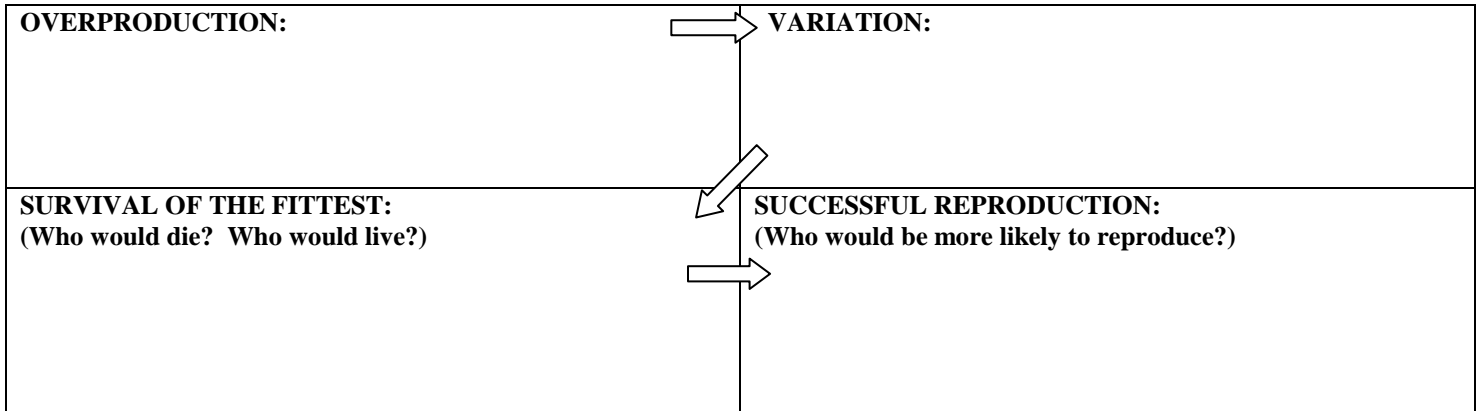 OVERPRODUCTION:
VARIATION:
SURVIVAL OF THE FITTEST:
(Who would die?  Who would live?)
SUCCESSFUL REPRODUCTION:
(Who would be more likely to reproduce?)